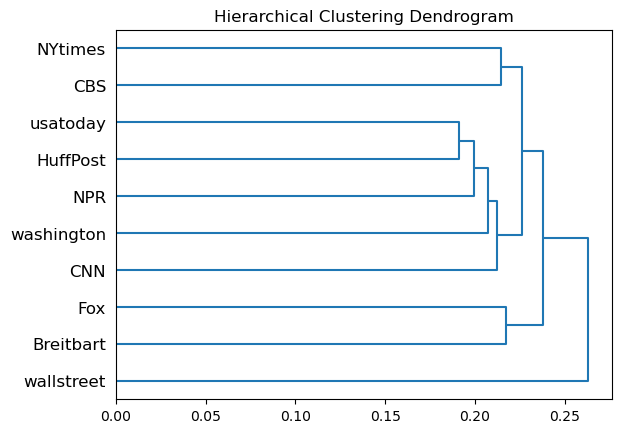 Hierarchical Clustering Dendrogram
NYtimes
CBS
usatoday
HuffPost
NPR
washington
CNN
Fox
Breitbart
wallstreet
0.00 0.05 0.10 0.15 0.20 0.25